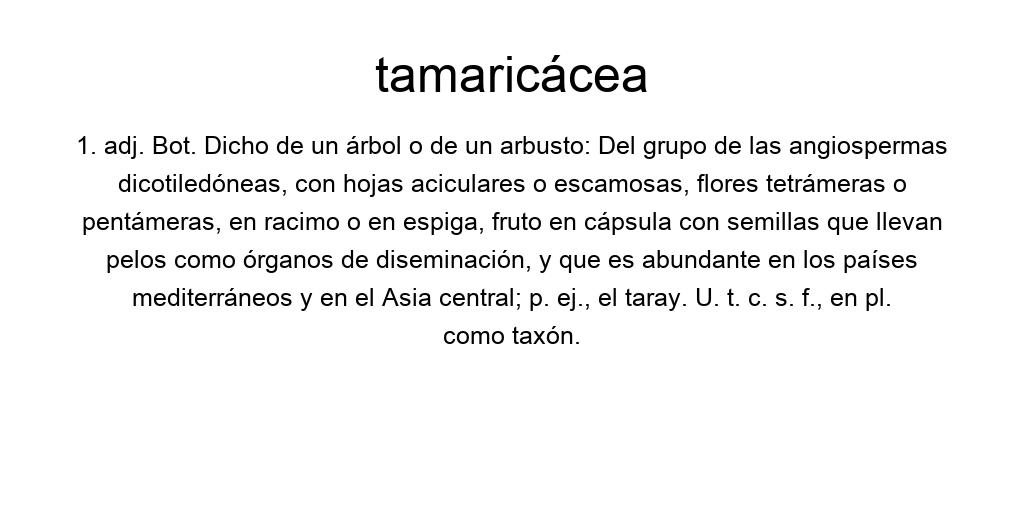 tamaricácea
1. adj. Bot. Dicho de un árbol o de un arbusto: Del grupo de las angiospermas
dicotiledóneas, con hojas aciculares o escamosas, flores tetrámeras o
pentámeras, en racimo o en espiga, fruto en cápsula con semillas que llevan
pelos como órganos de diseminación, y que es abundante en los países
mediterráneos y en el Asia central; p. ej., el taray. U. t. c. s. f., en pl.
como taxón.